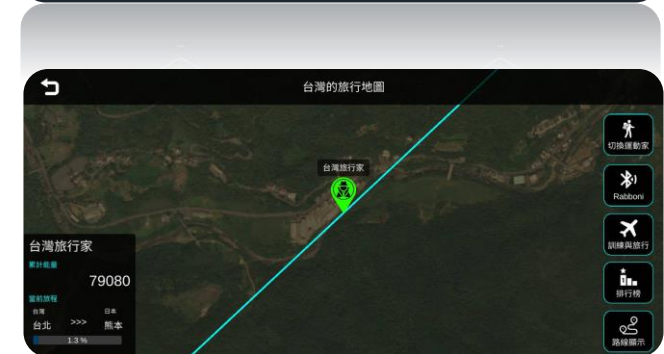 台灣的旅行地圖
台灣旅行家
切換運動家
Rabboni
訓練與旅行
排行榜
路線顯示
台灣旅行家
累計能量
79080
當前旅程
台灣 日本
台北 >>> 熊本
1.3 %